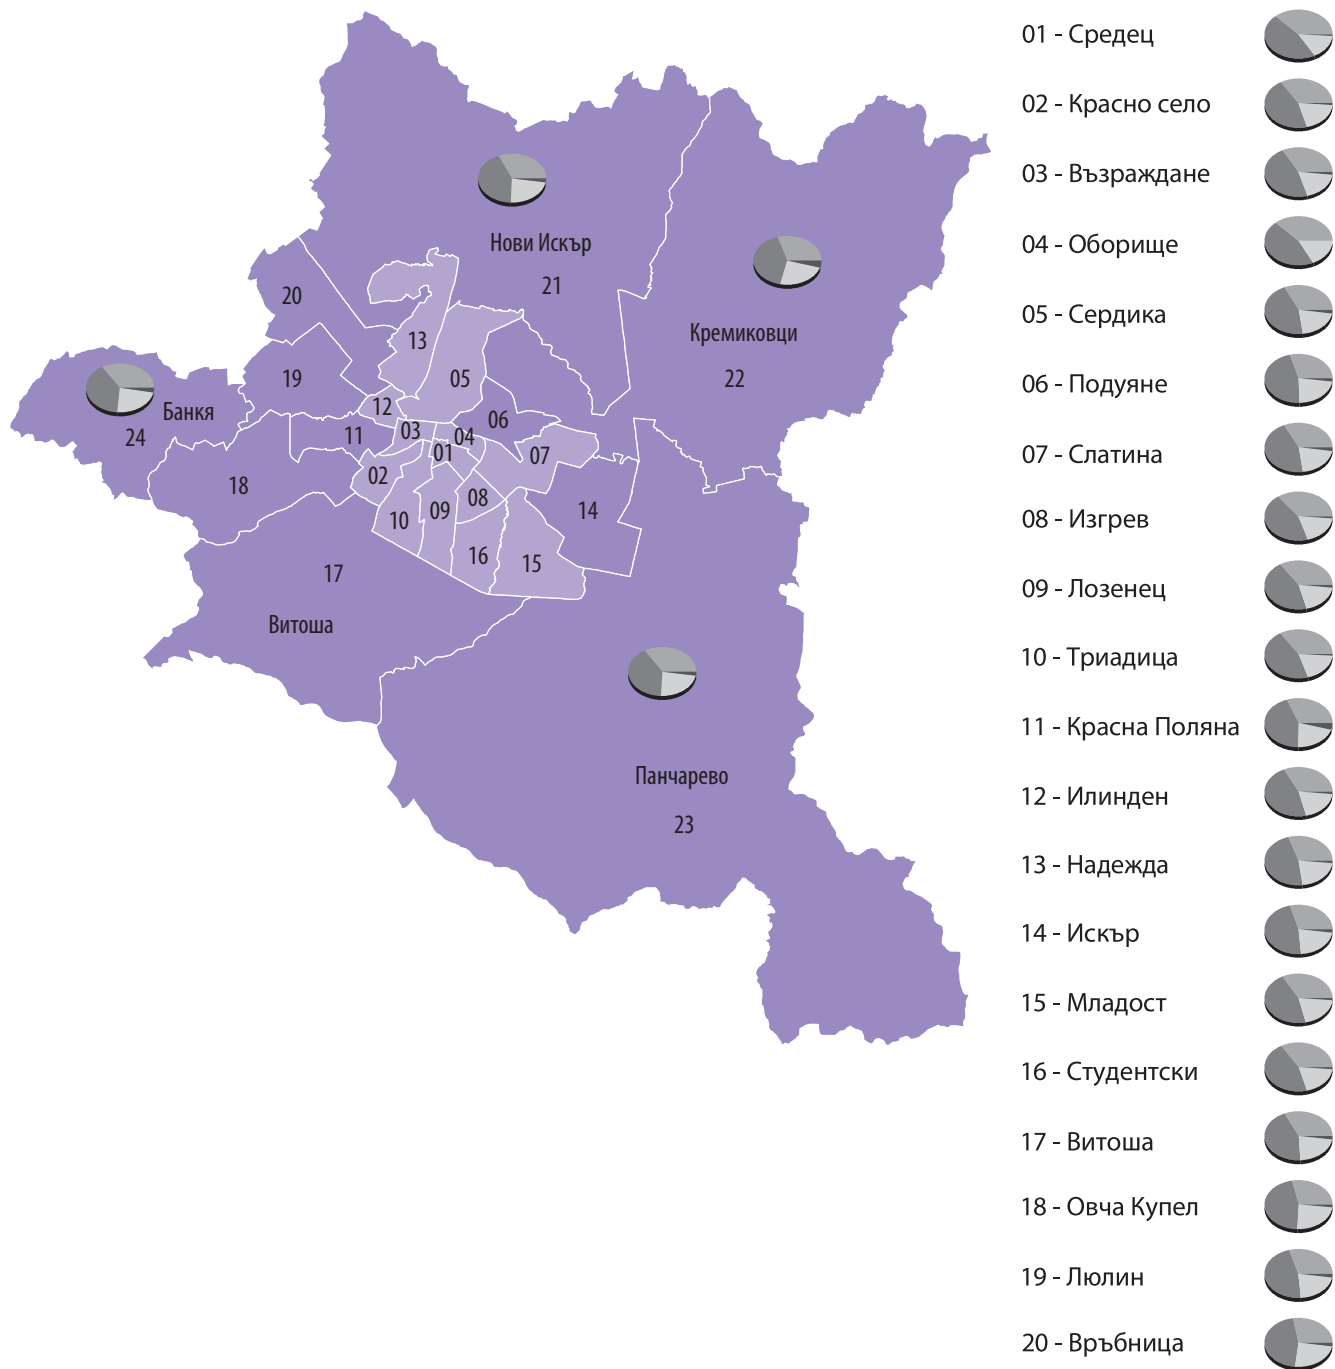 Нови Искър
21
Кремиковци
22
20
13
19
05
Банкя
24
12
06
11
03
04
01
07
02
18
08
14
09
10
16
15
17
Витоша
Панчарево
23
01 - Средец
02 - Красно село
03 - Възраждане
04 - Оборище
05 - Сердика
06 - Подуяне
07 - Слатина
08 - Изгрев
09 - Лозенец
10 - Триадица
11 - Красна Поляна
12 - Илинден
13 - Надежда
14 - Искър
15 - Младост
16 - Студентски
17 - Витоша
18 - Овча Купел
19 - Люлин
20 - Връбница